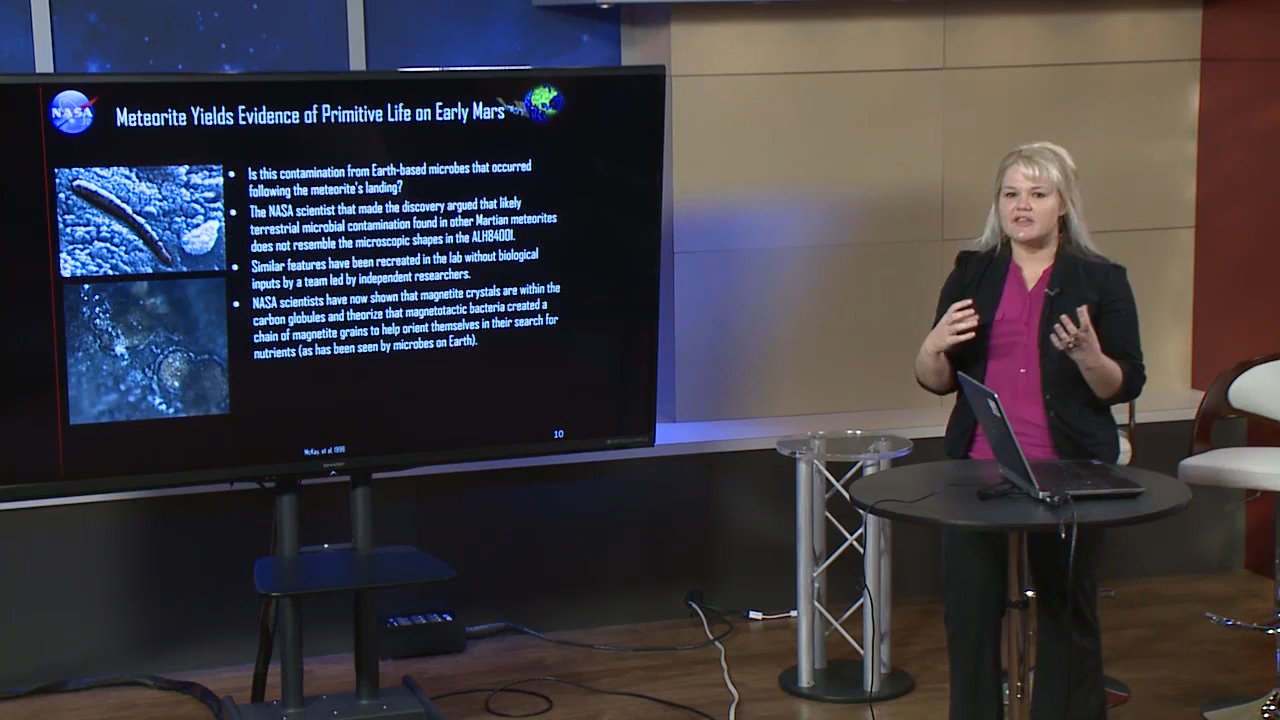 NASA
Meteorite Yields Evidence of Primitive Life on Early Mars
Is this contamination from Earth-based microbes that occurred
following the meteorite's landing?
The NASA scientist that made the discovery argued that likely
terrestrial microbial contamination found in other Martian meteorites
does not resemble the microscopic shapes in the ALH84001.
Similar features have been recreated in the lab without biological
inputs by a team led by independent researchers.
NASA scientists have now shown that magnetite crystals are within the
carbon globules and theorize that magnetotactic bacteria created a
chain of magnetite grains to help orient themselves in their search for
nutrients (as has been seen by microbes on Earth).
10
McKay, et al. 1996